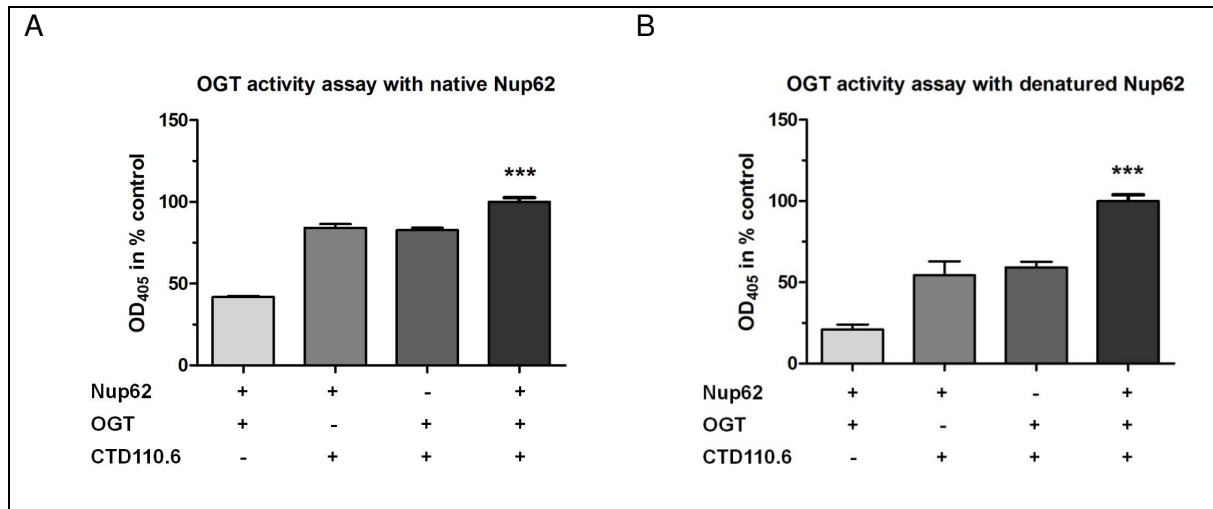 A
OGT activity assay with native Nup62
OD405 in % control
150
100
50
0
***
Nup62 + + - +
OGT + - + +
CTD110.6 - + + +
B
OGT activity assay with denatured Nup62
OD405 in % control
150
100
50
0
***
Nup62 + + - +
OGT + - + +
CTD110.6 - + + +